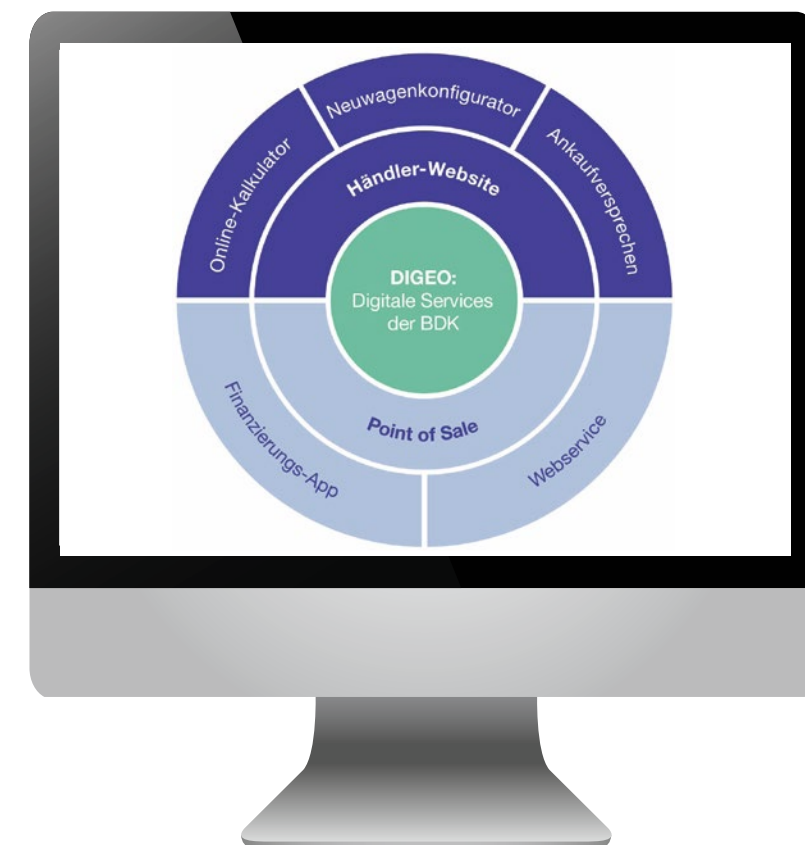 Neuwagenkonfigurator
Online-Kalkulator
Ankaufversprechen
Händler-Website
DIGEO:
Digitale Services
der BDK
Point of Sale
Finanzierungs-App
Webservice